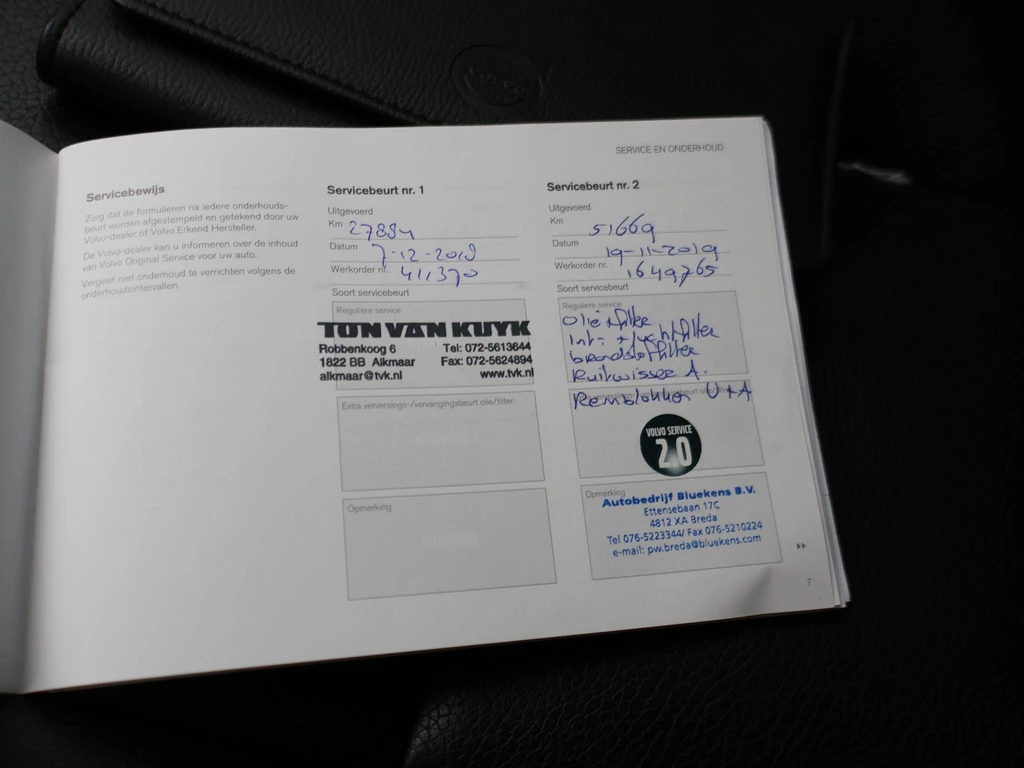 SERVICE EN ONDERHOUD
Servicebewijs
Zorg dat de formulieren na iedere onderhouds-
beurt worden afgestempeld en getekend door uw
Volvo-dealer of Volvo Erkend Hersteller.
De Volvo-dealer kan u informeren over de inhoud
van Volvo Original Service voor uw auto.
Vergeet niet onderhoud te verrichten volgens de
onderhoudsintervallen.
Servicebeurt nr. 1
Uitgevoerd
Km 27884
Datum 7-12-2018
Werkorder nr. 411370
Soort servicebeurt
Reguliere service
TON VAN KUYK
Robbenkoog 6 Tel: 072-5613644
1822 BB Alkmaar Fax: 072-5624894
alkmaar@tvk.nl www.tvk.nl
Extra verversings-/vervangingsbeurt olie/filter:
Opmerking
Servicebeurt nr. 2
Uitgevoerd
Km 51669
Datum 19-11-2019
Werkorder nr. 1649765
Soort servicebeurt
Reguliere service
Olie + filter
Int- + luchtfilter
brandstoffilter
Ruitwisser A.
Remblokken V+A
VOLVO SERVICE
2.0
Opmerking
Autobedrijf Bluekens B.V.
Ettensebaan 17C
4812 XA Breda
Tel 076-5223344/ Fax 076-5210224
e-mail: pw.breda@bluekens.com
7